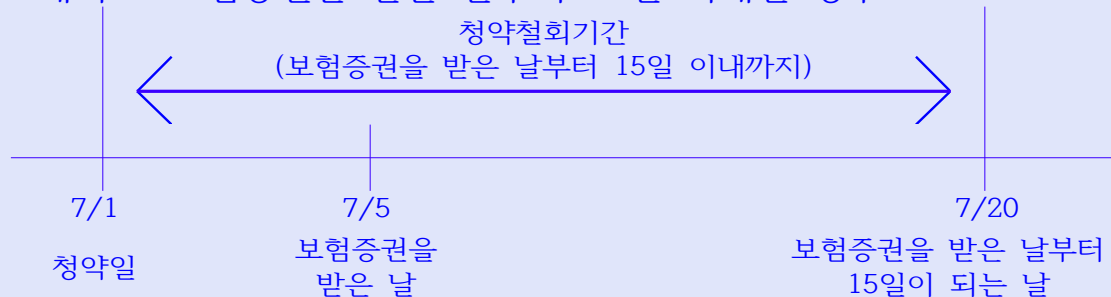 청약철회기간
(보험증권을 받은 날부터 15일 이내까지)
7/1
7/5
7/20
청약일
보험증권을
받은 날
보험증권을 받은 날부터
15일이 되는 날